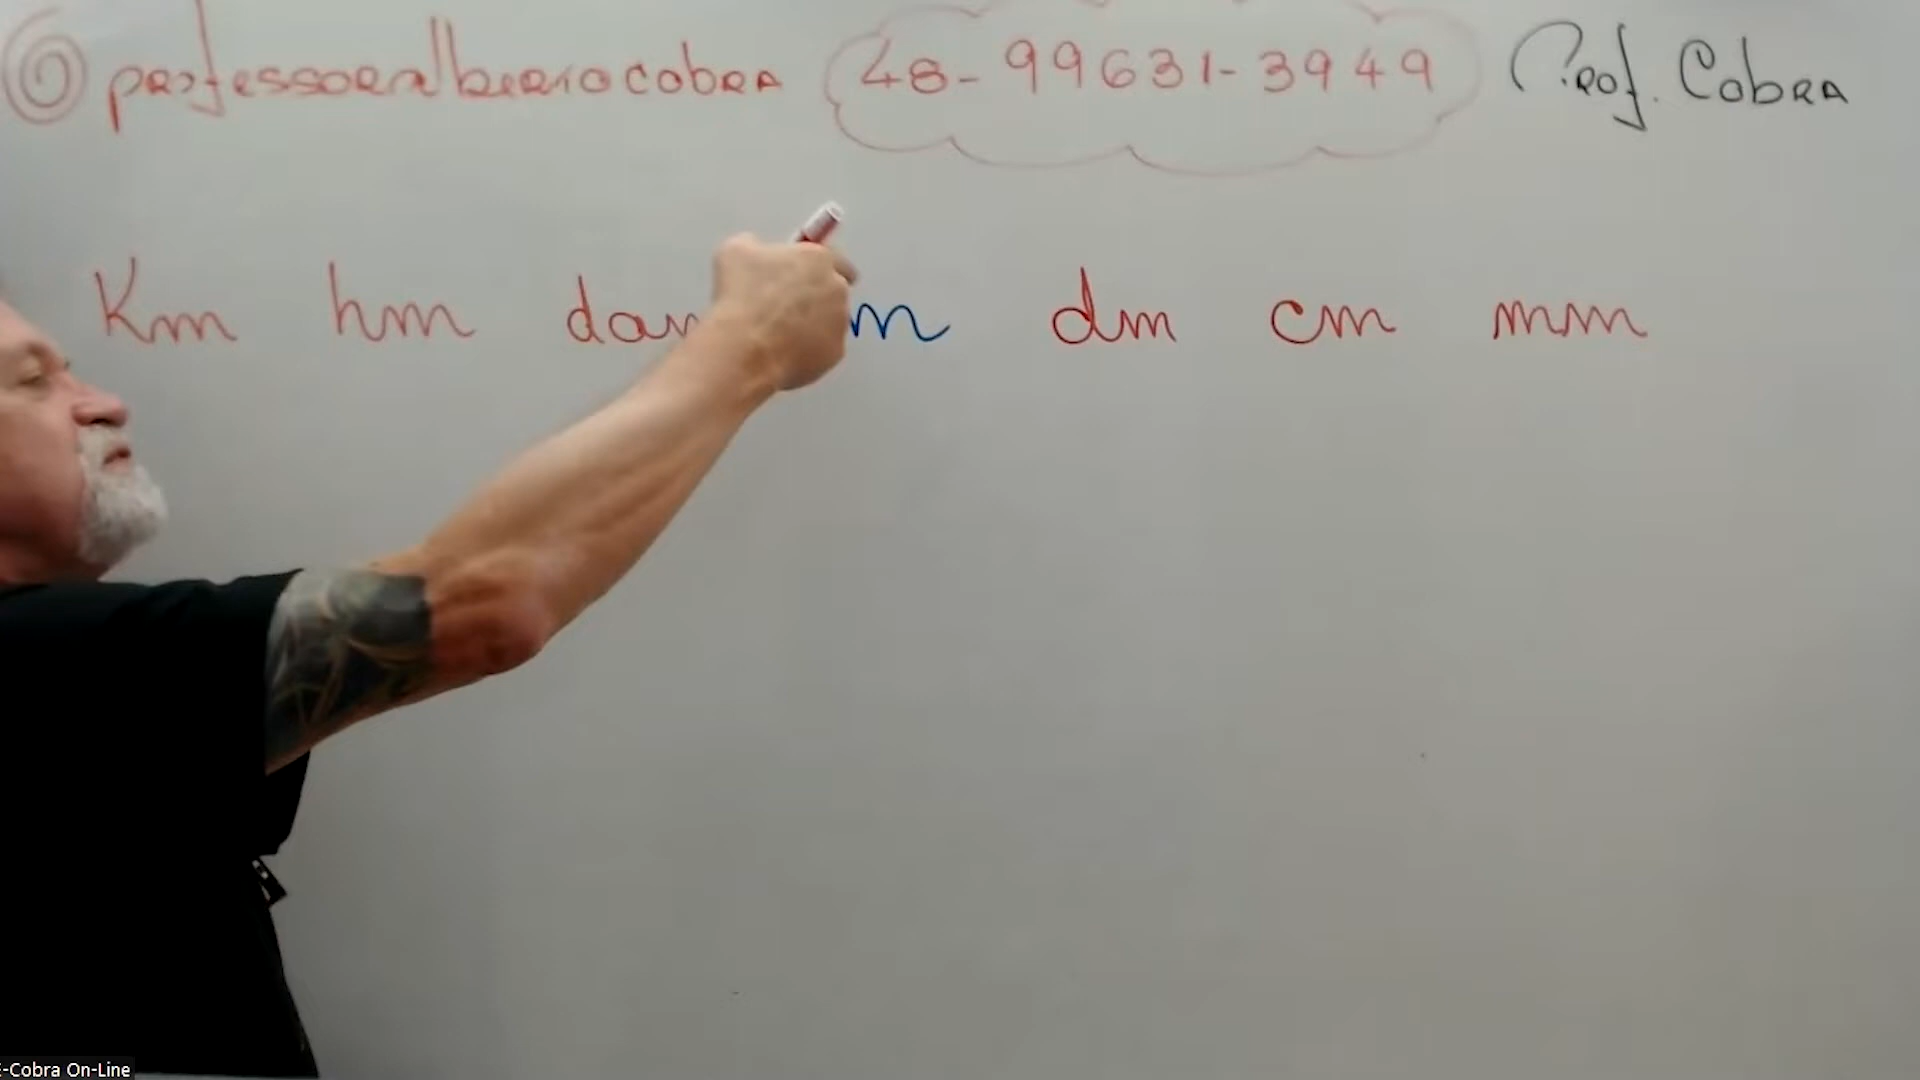 @professoralbertocobra 48-99631-3949 Prof. Cobra
Km hm dam m dm cm mm
E-Cobra On-Line